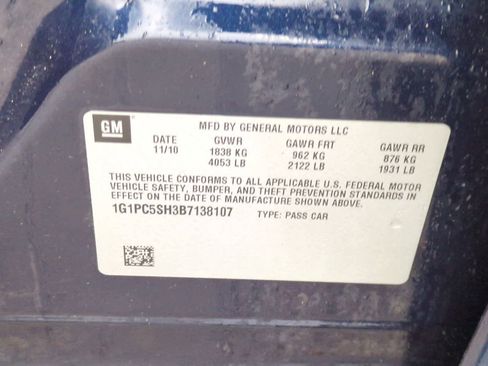 GM
MFD BY GENERAL MOTORS LLC
DATE GVWR GAWR FRT GAWR RR
11/10 1838 KG 962 KG 876 KG
4053 LB 2122 LB 1931 LB
THIS VEHICLE CONFORMS TO ALL APPLICABLE U.S. FEDERAL MOTOR
VEHICLE SAFETY, BUMPER, AND THEFT PREVENTION STANDARDS IN
EFFECT ON THE DATE OF MANUFACTURE SHOWN ABOVE.
1G1PC5SH3B7138107 TYPE: PASS CAR